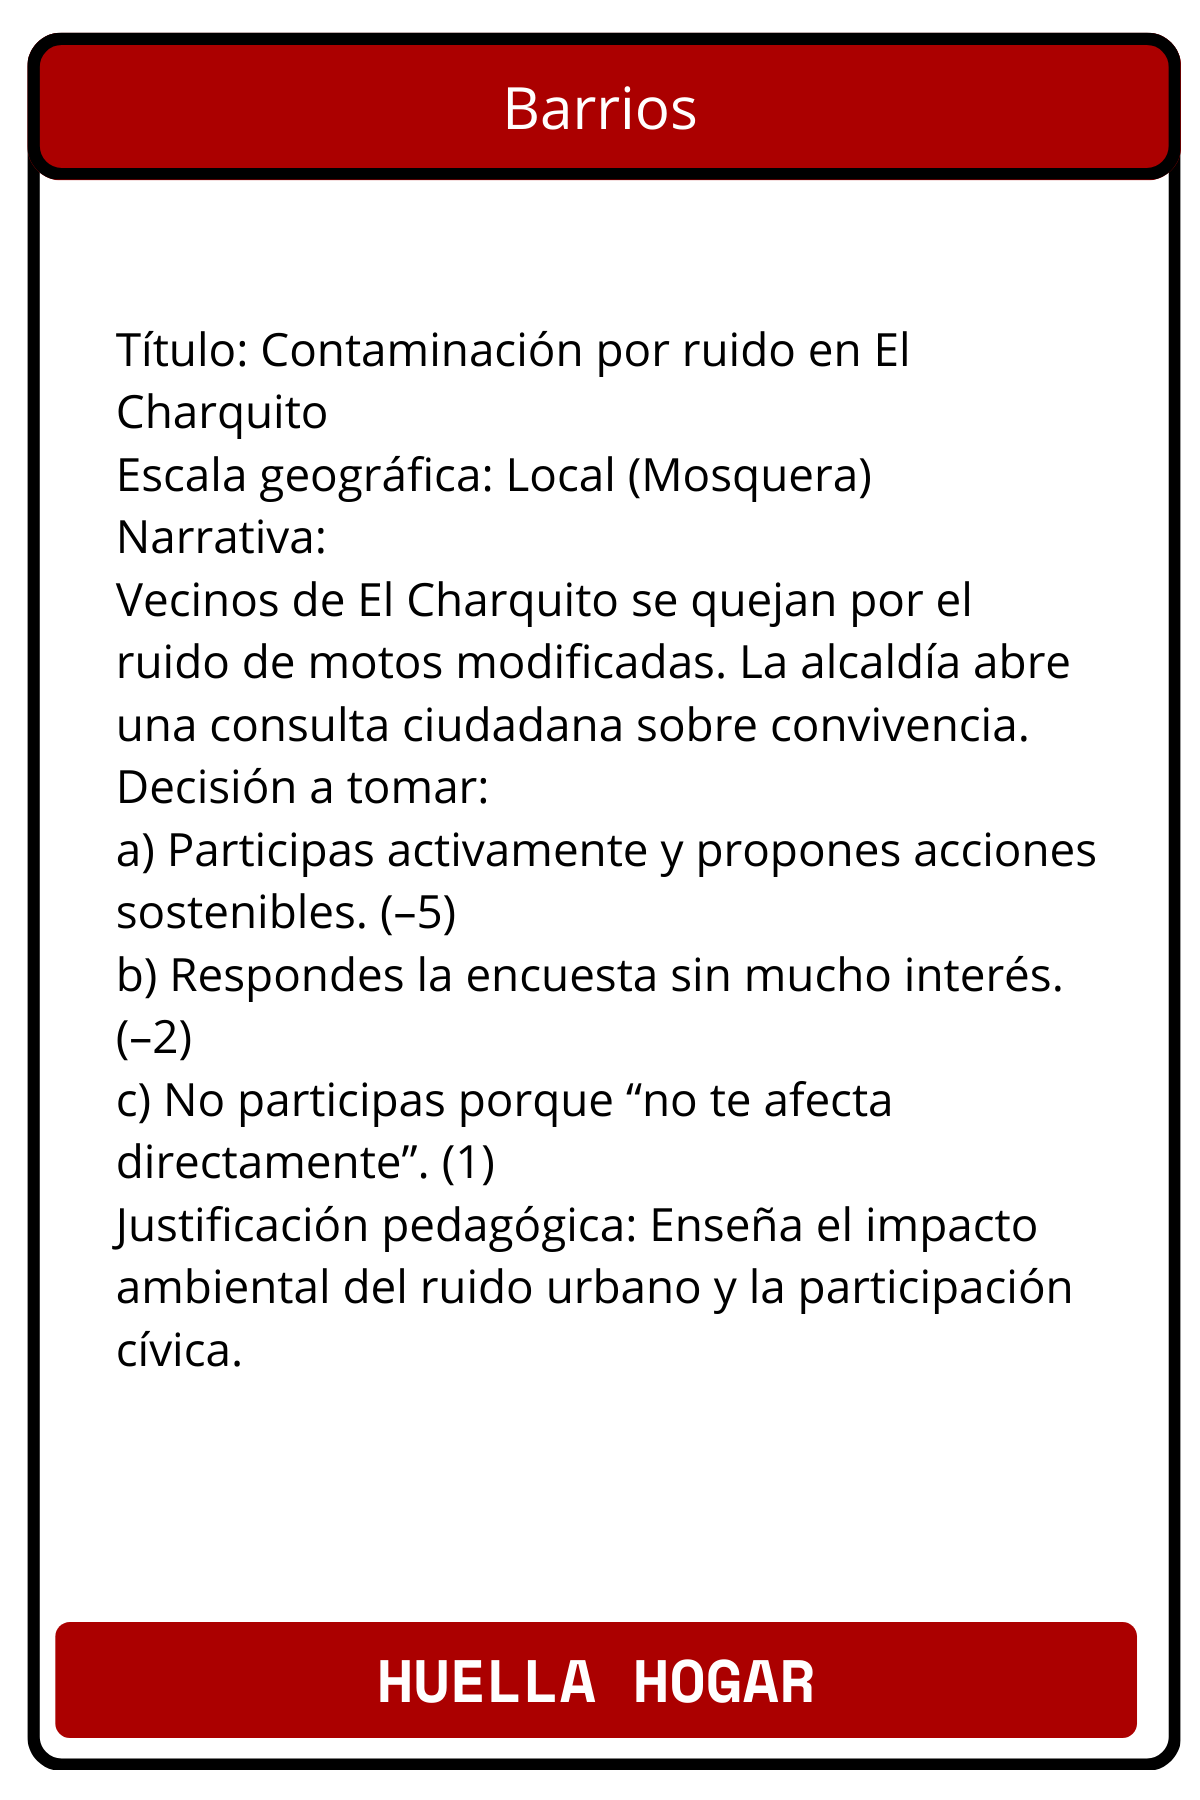 Barrios
Título: Contaminación por ruido en El
Charquito
Escala geográfica: Local (Mosquera)
Narrativa:
Vecinos de El Charquito se quejan por el
ruido de motos modificadas. La alcaldía abre
una consulta ciudadana sobre convivencia.
Decisión a tomar:
a) Participas activamente y propones acciones
sostenibles. (–5)
b) Respondes la encuesta sin mucho interés.
(–2)
c) No participas porque “no te afecta
directamente”. (1)
Justificación pedagógica: Enseña el impacto
ambiental del ruido urbano y la participación
cívica.
HUELLA HOGAR